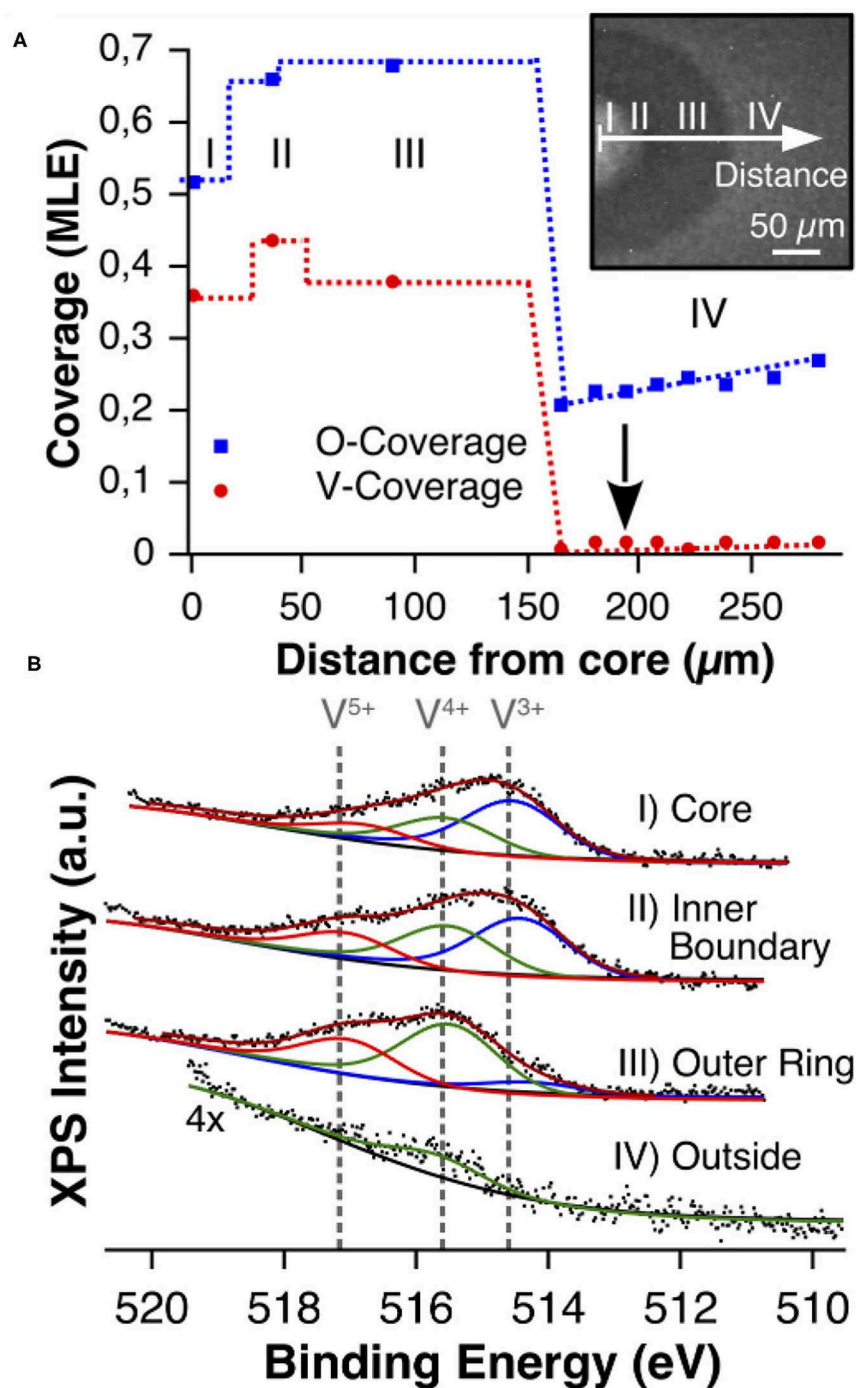 A
0,7
0,6
0,5
0,4
0,3
0,2
0,1
0
Coverage (MLE)
I
II
III
IV
O-Coverage
V-Coverage
I II III IV
Distance
50 µm
0 50 100 150 200 250
Distance from core (µm)
B
V5+ V4+ V3+
XPS Intensity (a.u.)
I) Core
II) Inner
Boundary
III) Outer Ring
4x
IV) Outside
520 518 516 514 512 510
Binding Energy (eV)